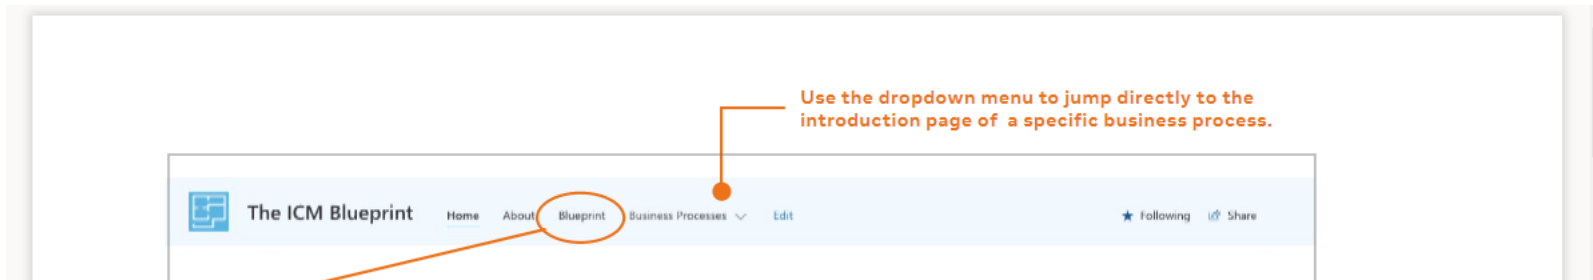 Use the dropdown menu to jump directly to the
introduction page of a specific business process.
The ICM Blueprint Home About Blueprint Business Processes Edit Following Share